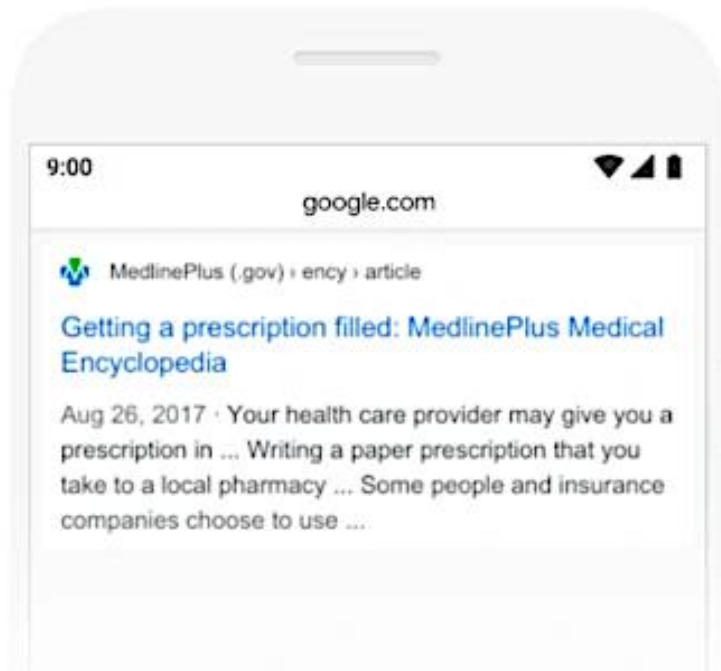 9:00
google.com
MedlinePlus (.gov) › ency › article
Getting a prescription filled: MedlinePlus Medical
Encyclopedia
Aug 26, 2017 · Your health care provider may give you a
prescription in ... Writing a paper prescription that you
take to a local pharmacy ... Some people and insurance
companies choose to use ...